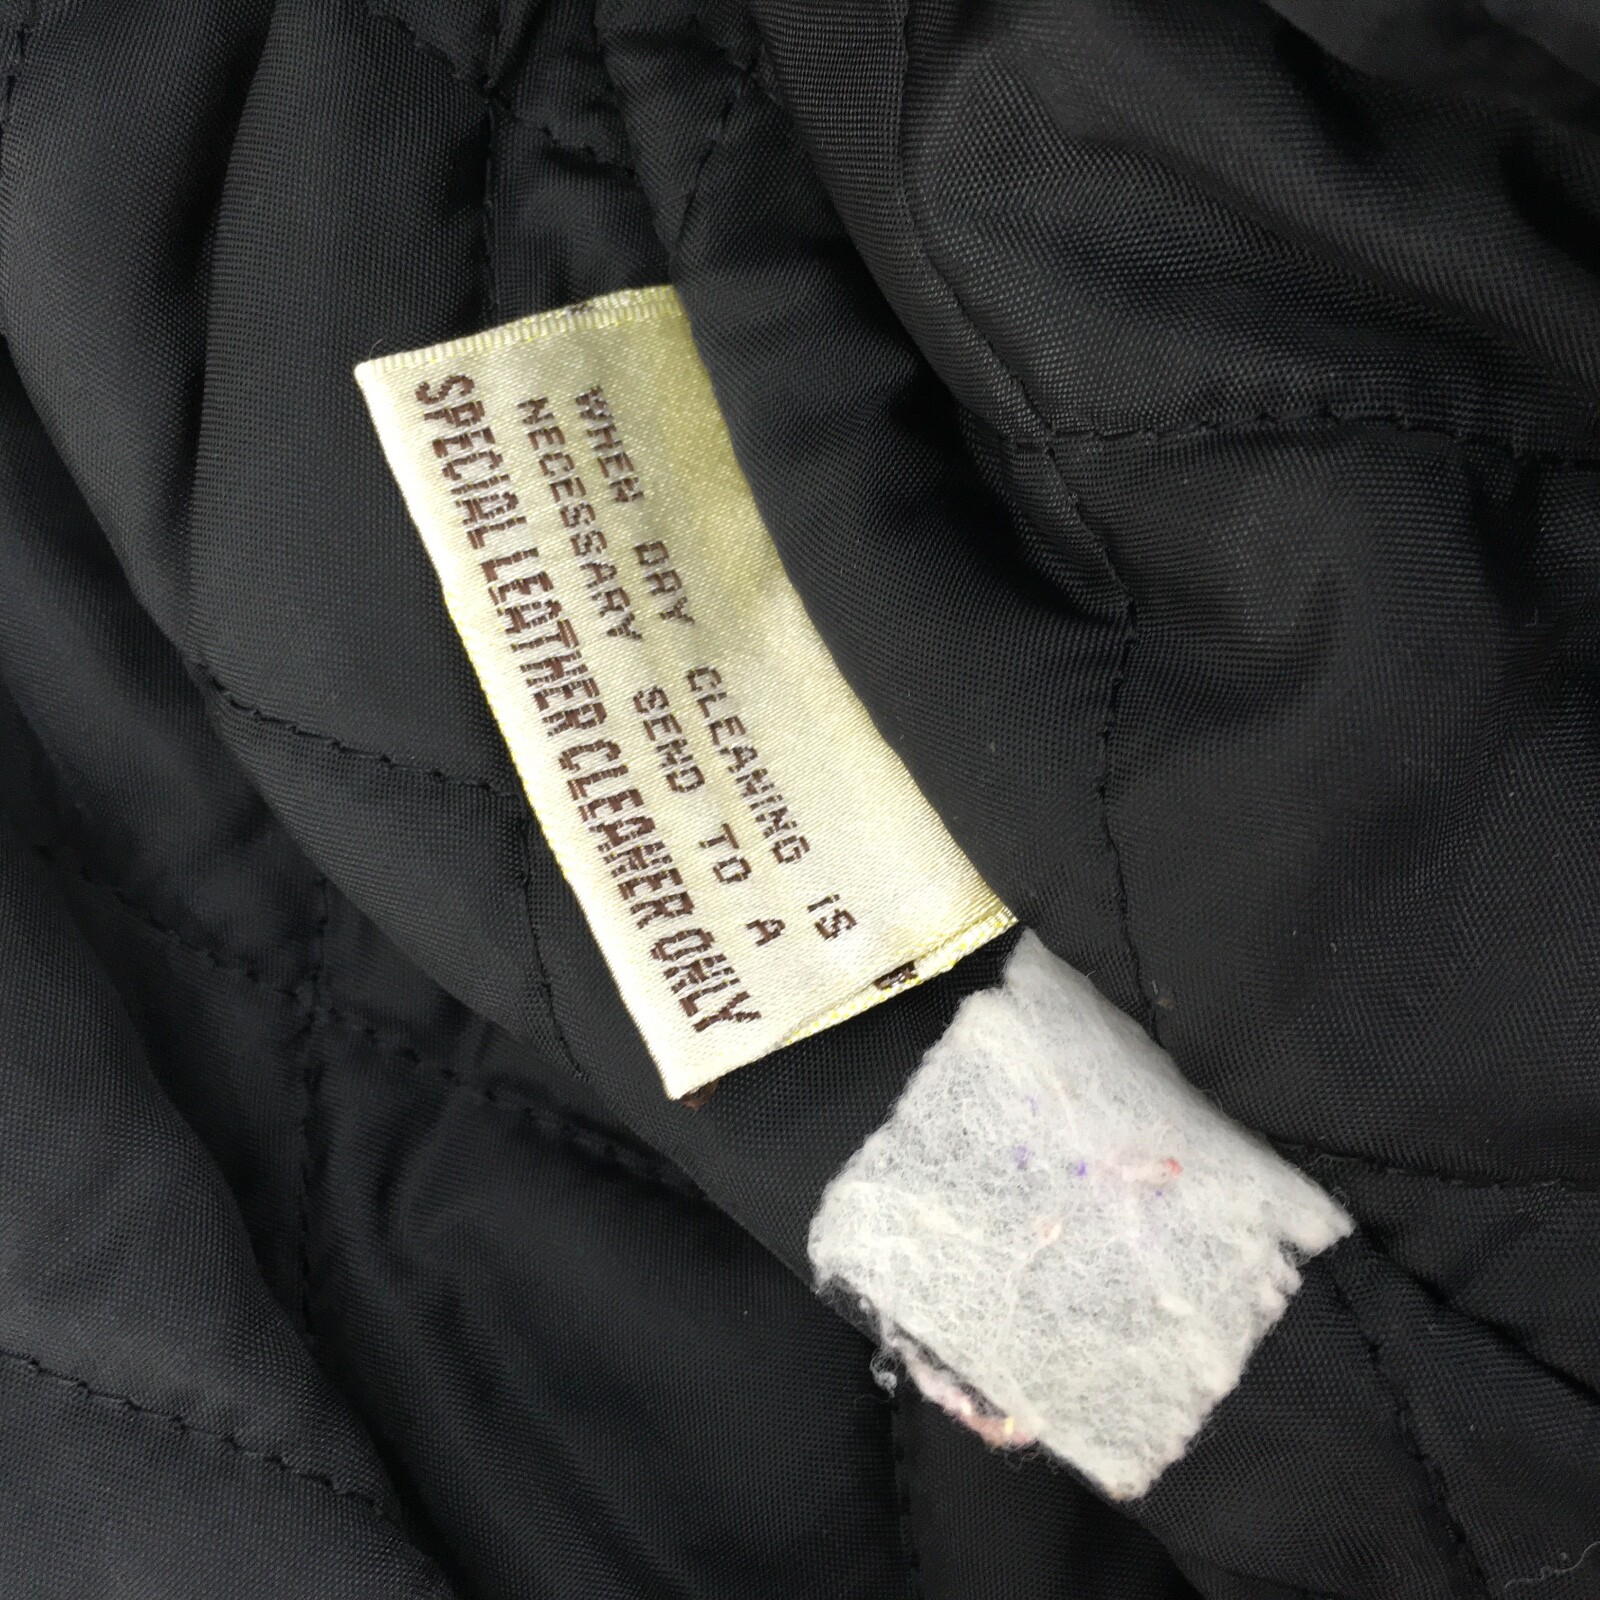 WHEN DRY CLEANING IS
NECESSARY SEND TO A
SPECIAL LEATHER CLEANER ONLY